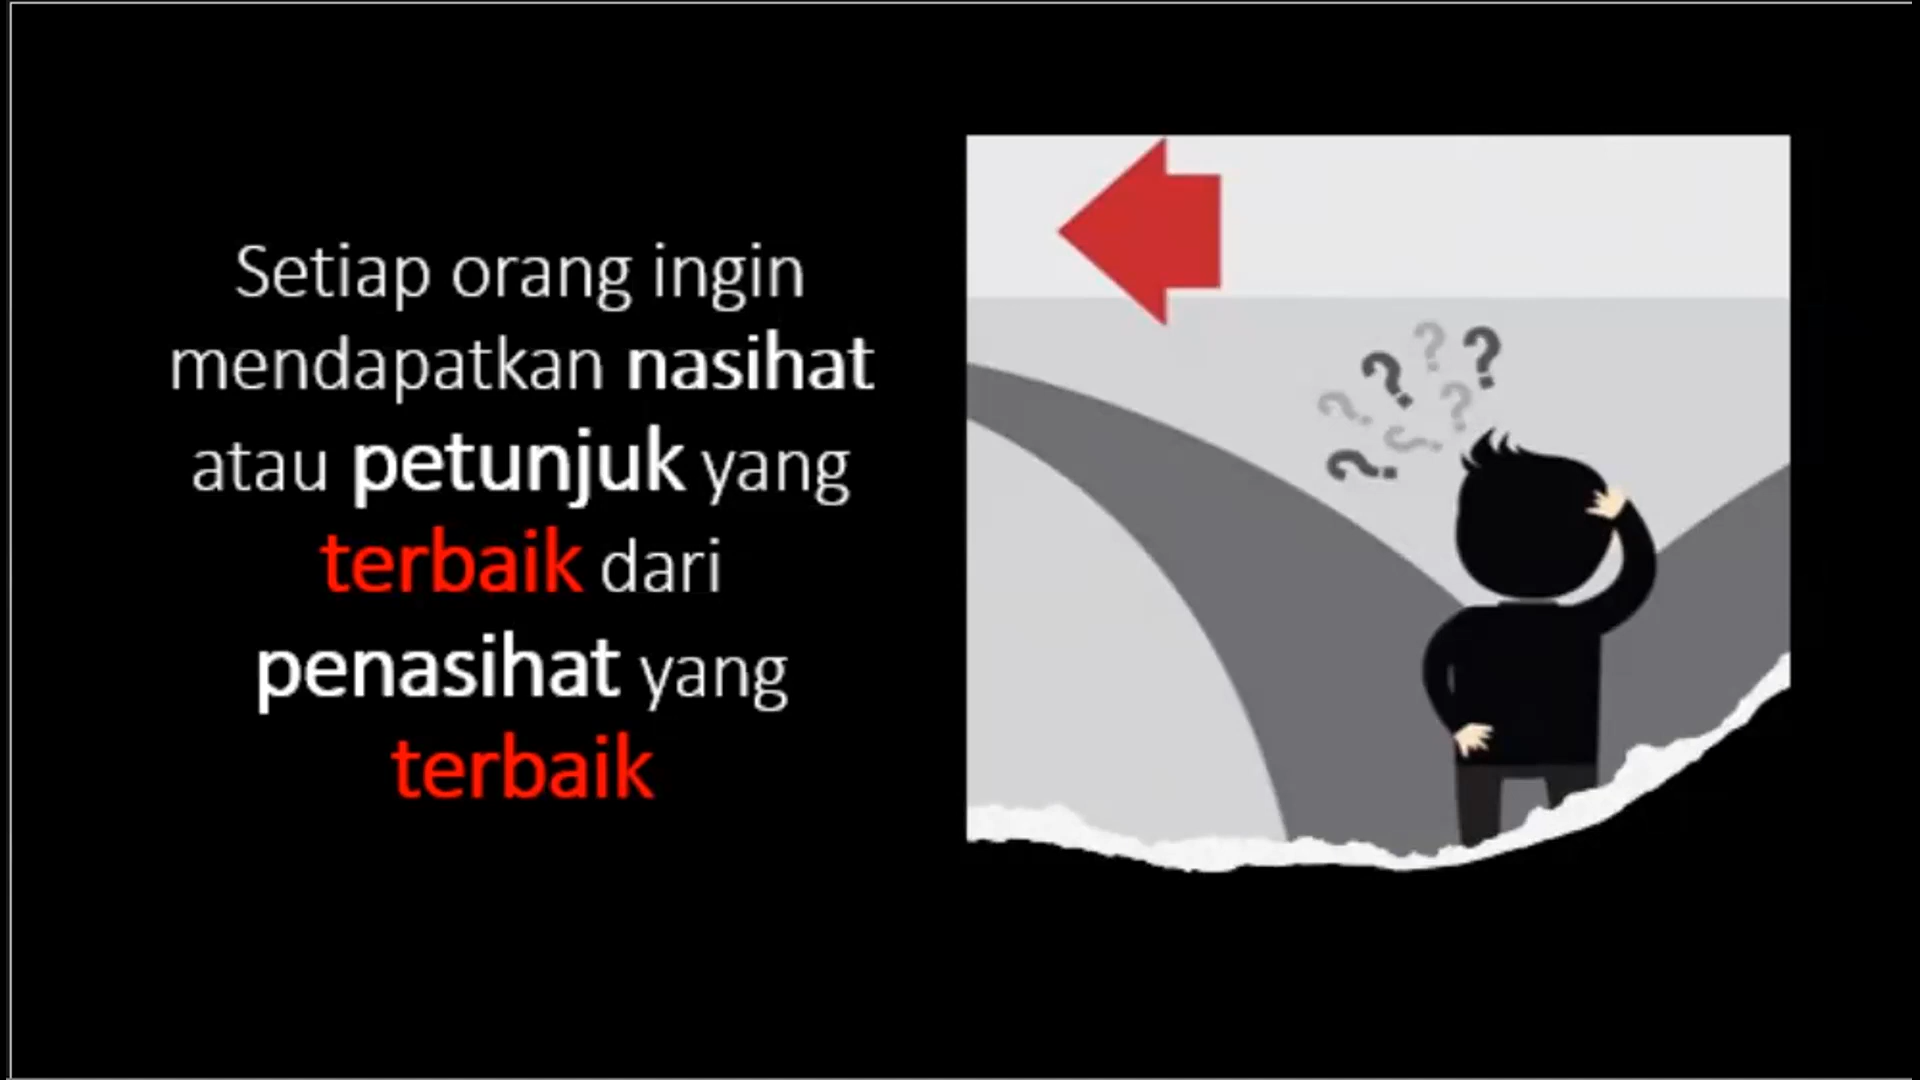 Setiap orang ingin
mendapatkan nasihat
atau petunjuk yang
terbaik dari
penasihat yang
terbaik
? ? ? ? ? ? ? ?